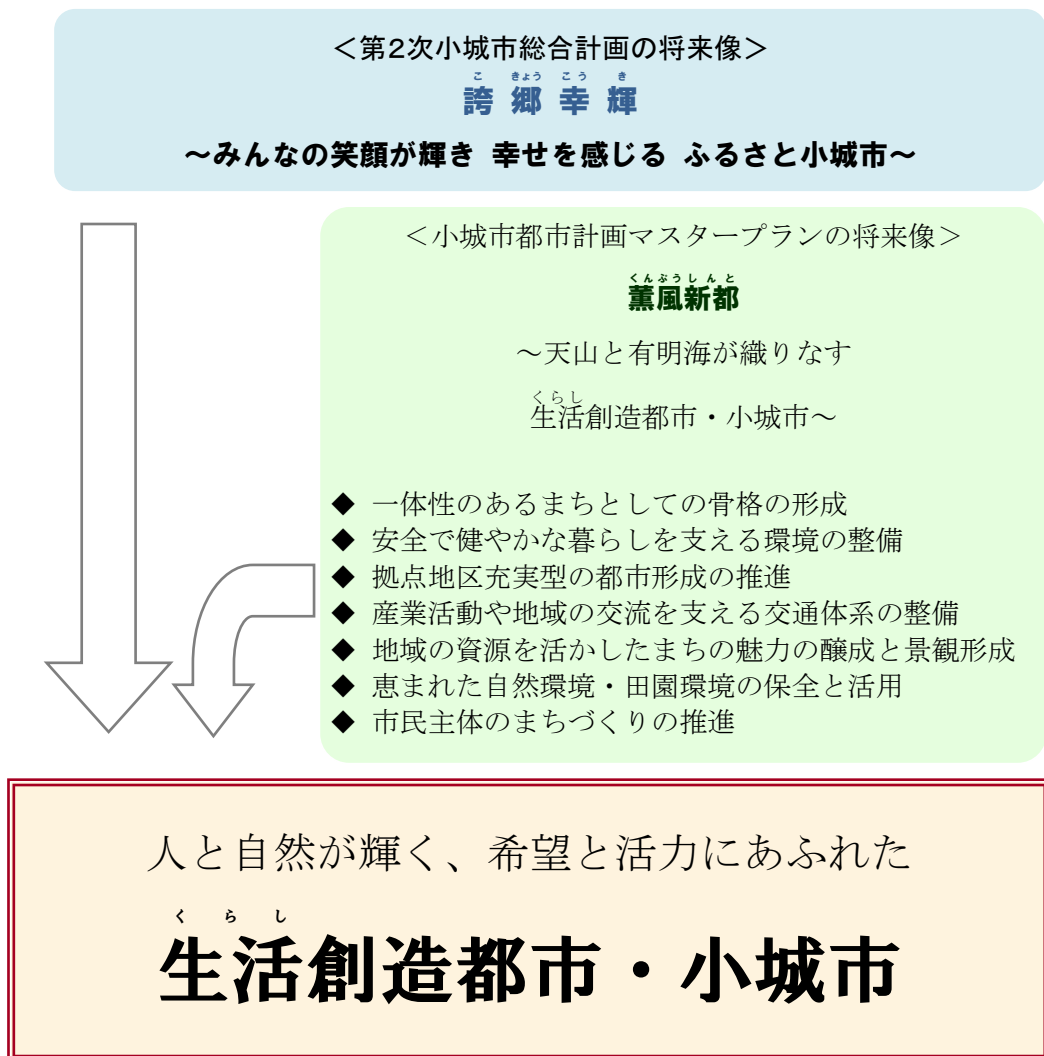 ＜第2次小城市総合計画の将来像＞
こ きょう こう き
誇 郷 幸 輝
～みんなの笑顔が輝き 幸せを感じる ふるさと小城市～
＜小城市都市計画マスタープランの将来像＞
くんぷうしんと
薫風新都
～天山と有明海が織りなす
くらし
生活創造都市・小城市～
◆ 一体性のあるまちとしての骨格の形成
◆ 安全で健やかな暮らしを支える環境の整備
◆ 拠点地区充実型の都市形成の推進
◆ 産業活動や地域の交流を支える交通体系の整備
◆ 地域の資源を活かしたまちの魅力の醸成と景観形成
◆ 恵まれた自然環境・田園環境の保全と活用
◆ 市民主体のまちづくりの推進
人と自然が輝く、希望と活力にあふれた
くらし
生活創造都市・小城市